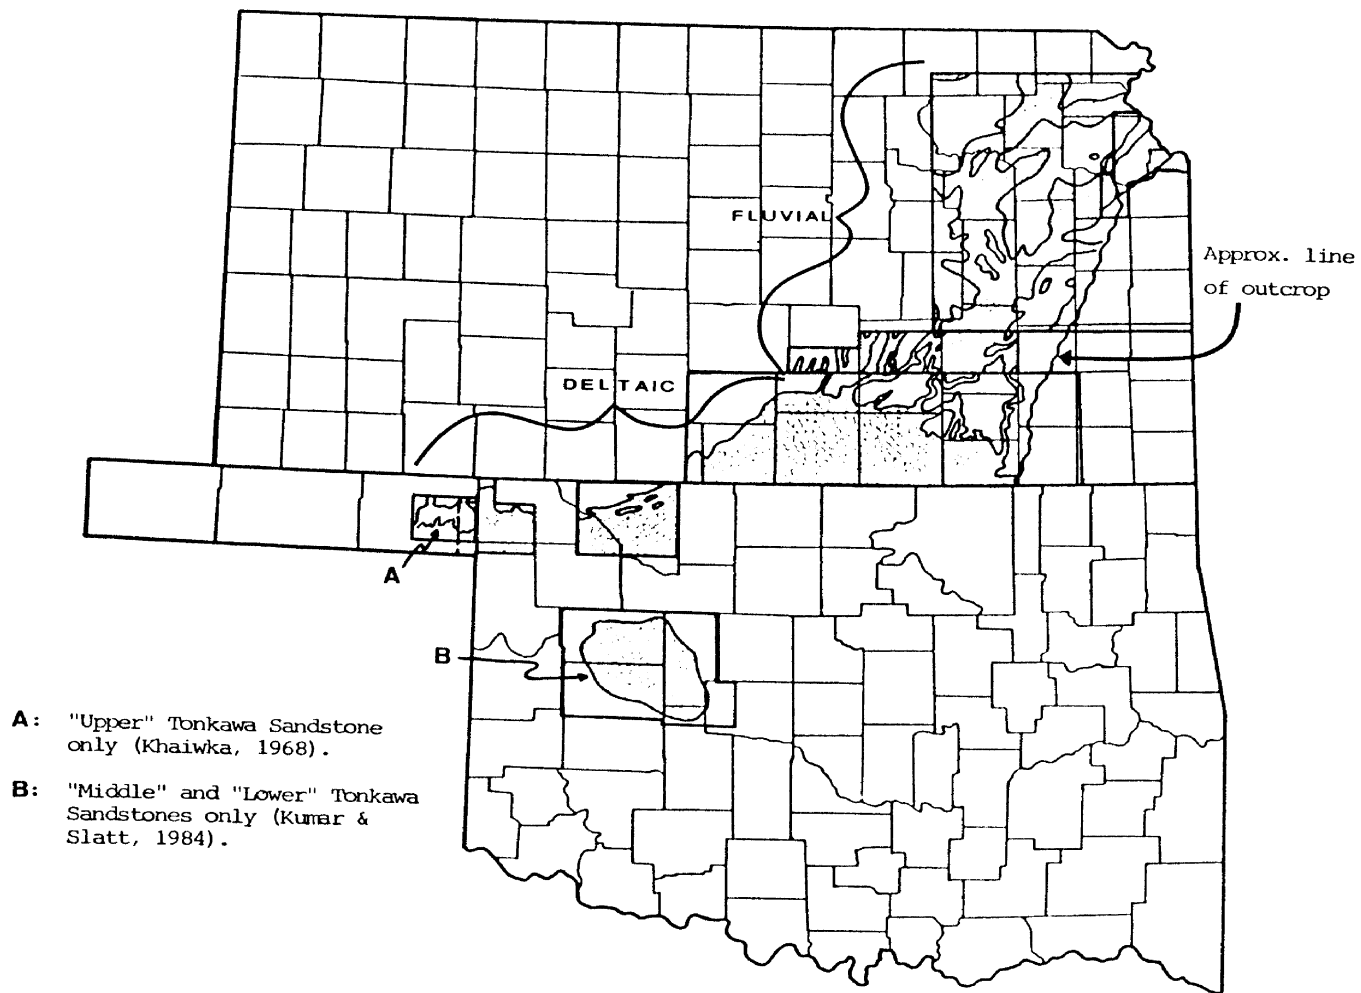 FLUVIAL
Approx. line
of outcrop
DELTAIC
A
B
A: "Upper" Tonkawa Sandstone
only (Khaiwka, 1968).
B: "Middle" and "Lower" Tonkawa
Sandstones only (Kumar &
Slatt, 1984).